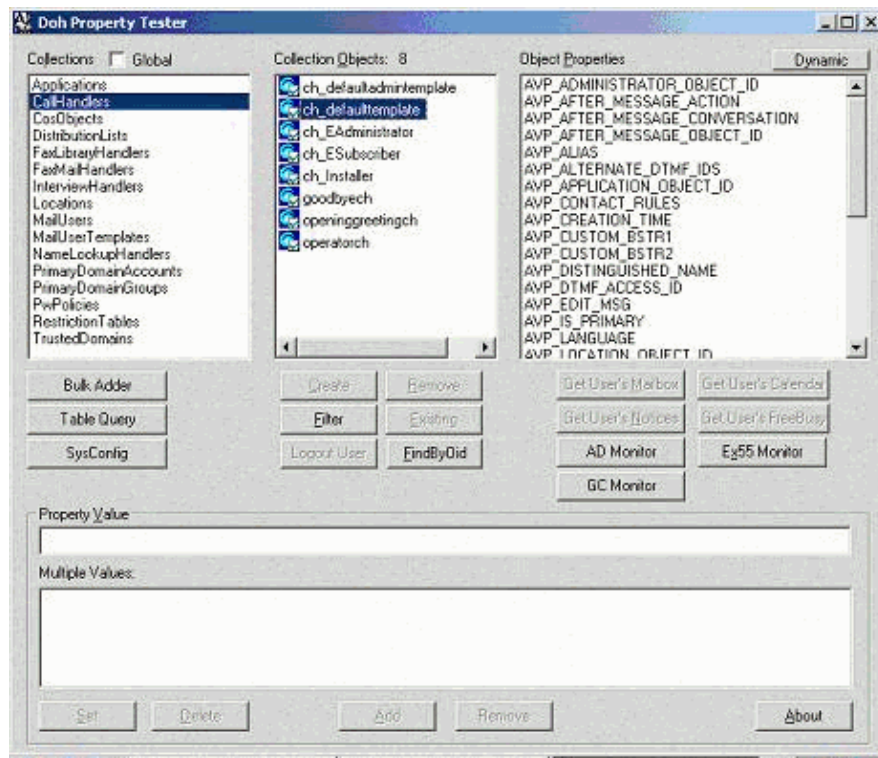 Doh Property Tester
Collections Global
Applications
CallHandlers
CosObjects
DistributionLists
FaxLibraryHandlers
FaxMailHandlers
InterviewHandlers
Locations
MailUsers
MailUserTemplates
NameLookupHandlers
PrimaryDomainAccounts
PrimaryDomainGroups
PwPolicies
RestrictionTables
TrustedDomains
Bulk Adder
Table Query
SysConfig
Collection Objects: 8
ch_defaultadmintemplate
ch_defaulttemplate
ch_EAdministrator
ch_ESubscriber
ch_Installer
goodbyech
openinggreetingch
operatorch
Create Remove
Filter Existing
Logout User FindByOid
Object Properties Dynamic
AVP_ADMINISTRATOR_OBJECT_ID
AVP_AFTER_MESSAGE_ACTION
AVP_AFTER_MESSAGE_CONVERSATION
AVP_AFTER_MESSAGE_OBJECT_ID
AVP_ALIAS
AVP_ALTERNATE_DTMF_IDS
AVP_APPLICATION_OBJECT_ID
AVP_CONTACT_RULES
AVP_CREATION_TIME
AVP_CUSTOM_BSTR1
AVP_CUSTOM_BSTR2
AVP_DISTINGUISHED_NAME
AVP_DTMF_ACCESS_ID
AVP_EDIT_MSG
AVP_IS_PRIMARY
AVP_LANGUAGE
AVP_LOCATION_OBJECT_ID
Get User's Mailbox Get User's Calendar
Get User's Notices Get User's FreeBusy
AD Monitor Ex55 Monitor
GC Monitor
Property Value
Multiple Values:
Set Delete Add Remove About